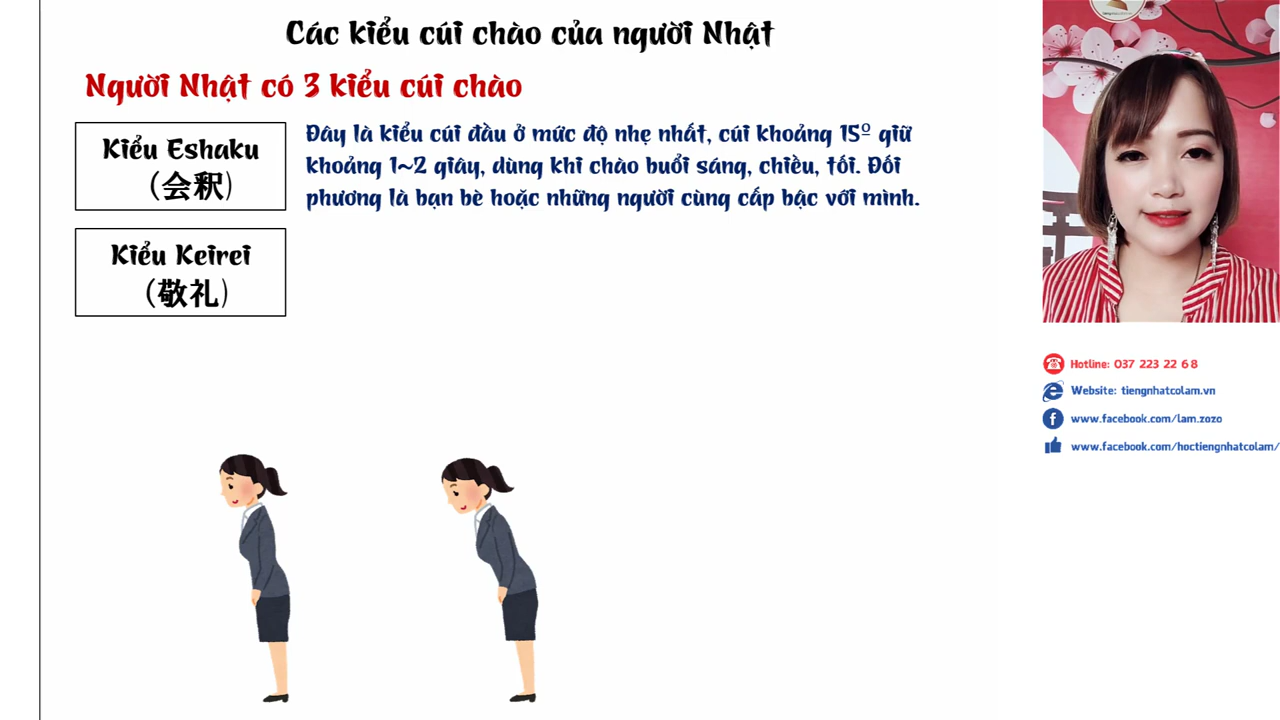 Các kiểu cúi chào của người Nhật
Người Nhật có 3 kiểu cúi chào
Kiểu Eshaku
(会釈)
Đây là kiểu cúi đầu ở mức độ nhẹ nhất, cúi khoảng 15º giữ
khoảng 1~2 giây, dùng khi chào buổi sáng, chiều, tối. Đối
phương là bạn bè hoặc những người cùng cấp bậc với mình.
Kiểu Keirei
(敬礼)
Hotline: 037 223 22 68
Website: tiengnhatcolam.vn
www.facebook.com/lam.zozo
www.facebook.com/hoctiengnhatcolam/